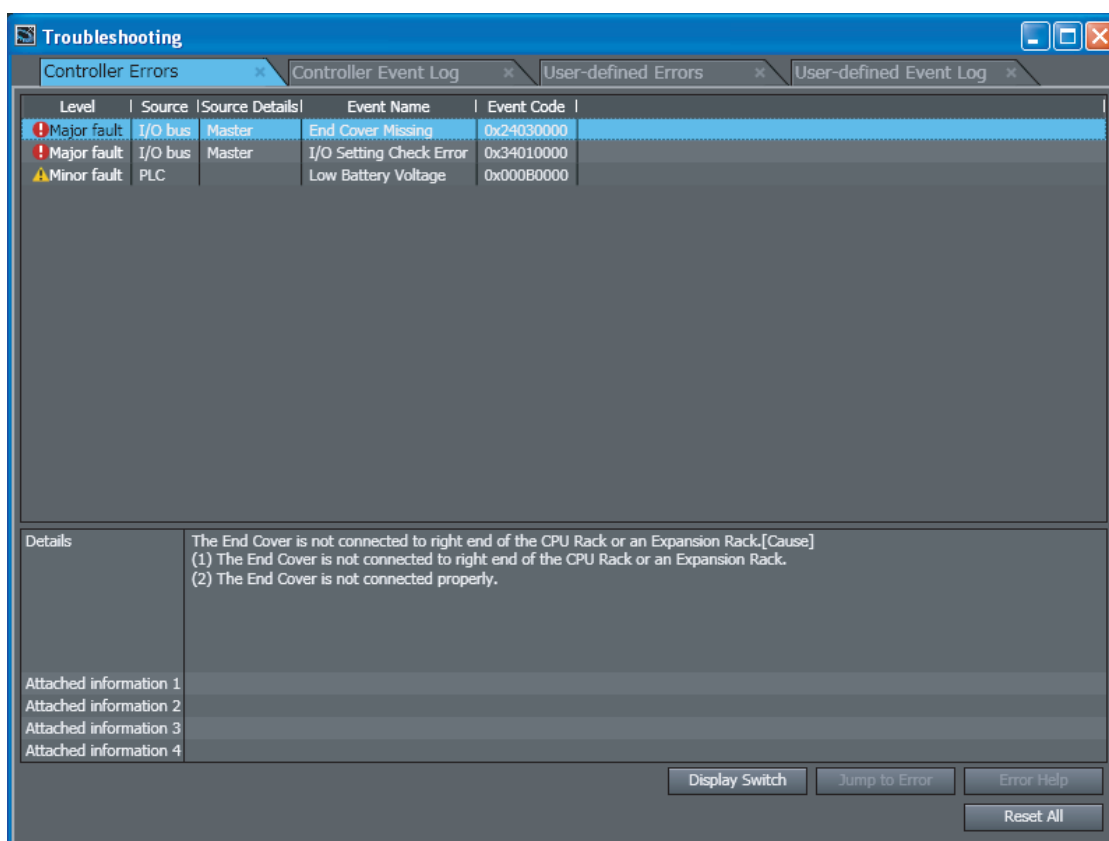 Troubleshooting
Controller Errors Controller Event Log User-defined Errors User-defined Event Log
Level Source Source Details Event Name Event Code
Major fault I/O bus Master End Cover Missing 0x24030000
Major fault I/O bus Master I/O Setting Check Error 0x34010000
Minor fault PLC Low Battery Voltage 0x000B0000
Details The End Cover is not connected to right end of the CPU Rack or an Expansion Rack.[Cause]
(1) The End Cover is not connected to right end of the CPU Rack or an Expansion Rack.
(2) The End Cover is not connected properly.
Attached information 1
Attached information 2
Attached information 3
Attached information 4
Display Switch Jump to Error Error Help
Reset All